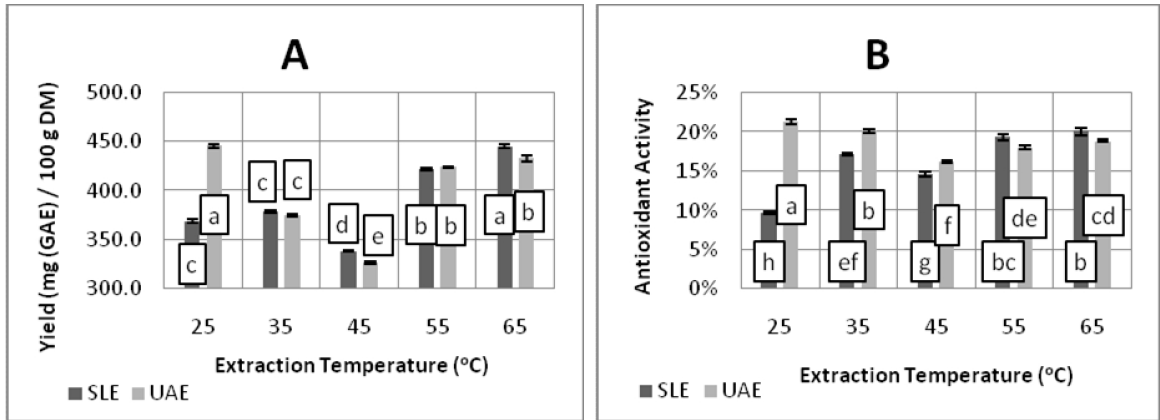 A
Yield (mg (GAE) / 100 g DM)
500.0
450.0
400.0
350.0
300.0
c
a
c
c
d
e
b
b
a
b
25
35
45
55
65
Extraction Temperature (°C)
SLE
UAE
B
Antioxidant Activity
25%
20%
15%
10%
5%
0%
h
a
ef
b
g
f
bc
de
b
cd
25
35
45
55
65
Extraction Temperature (°C)
SLE
UAE